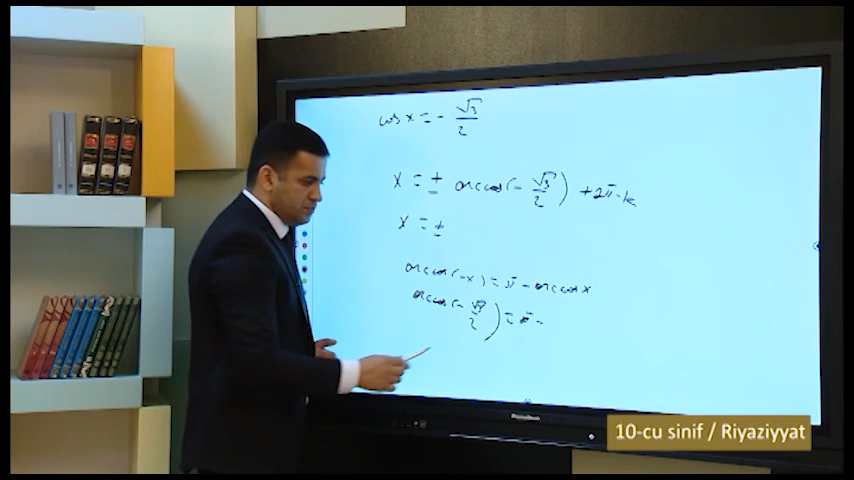 cos x = - √3/2
x = ± arccos(- √3/2) + 2π·k
x = ±
arccos(-x) = π - arccos x
arccos(- √3/2) = π -
10-cu sinif / Riyaziyyat